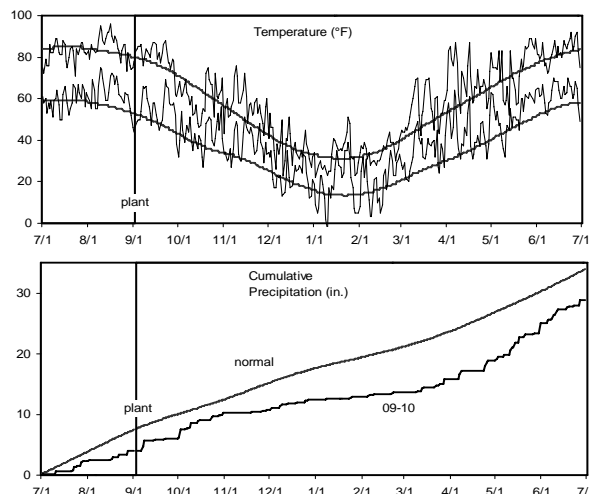 100
Temperature (°F)
80
60
40
20
plant
0
7/1 8/1 9/1 10/1 11/1 12/1 1/1 2/1 3/1 4/1 5/1 6/1 7/1
Cumulative
Precipitation (in.)
30
20
normal
10
plant
09-10
0
7/1 8/1 9/1 10/1 11/1 12/1 1/1 2/1 3/1 4/1 5/1 6/1 7/